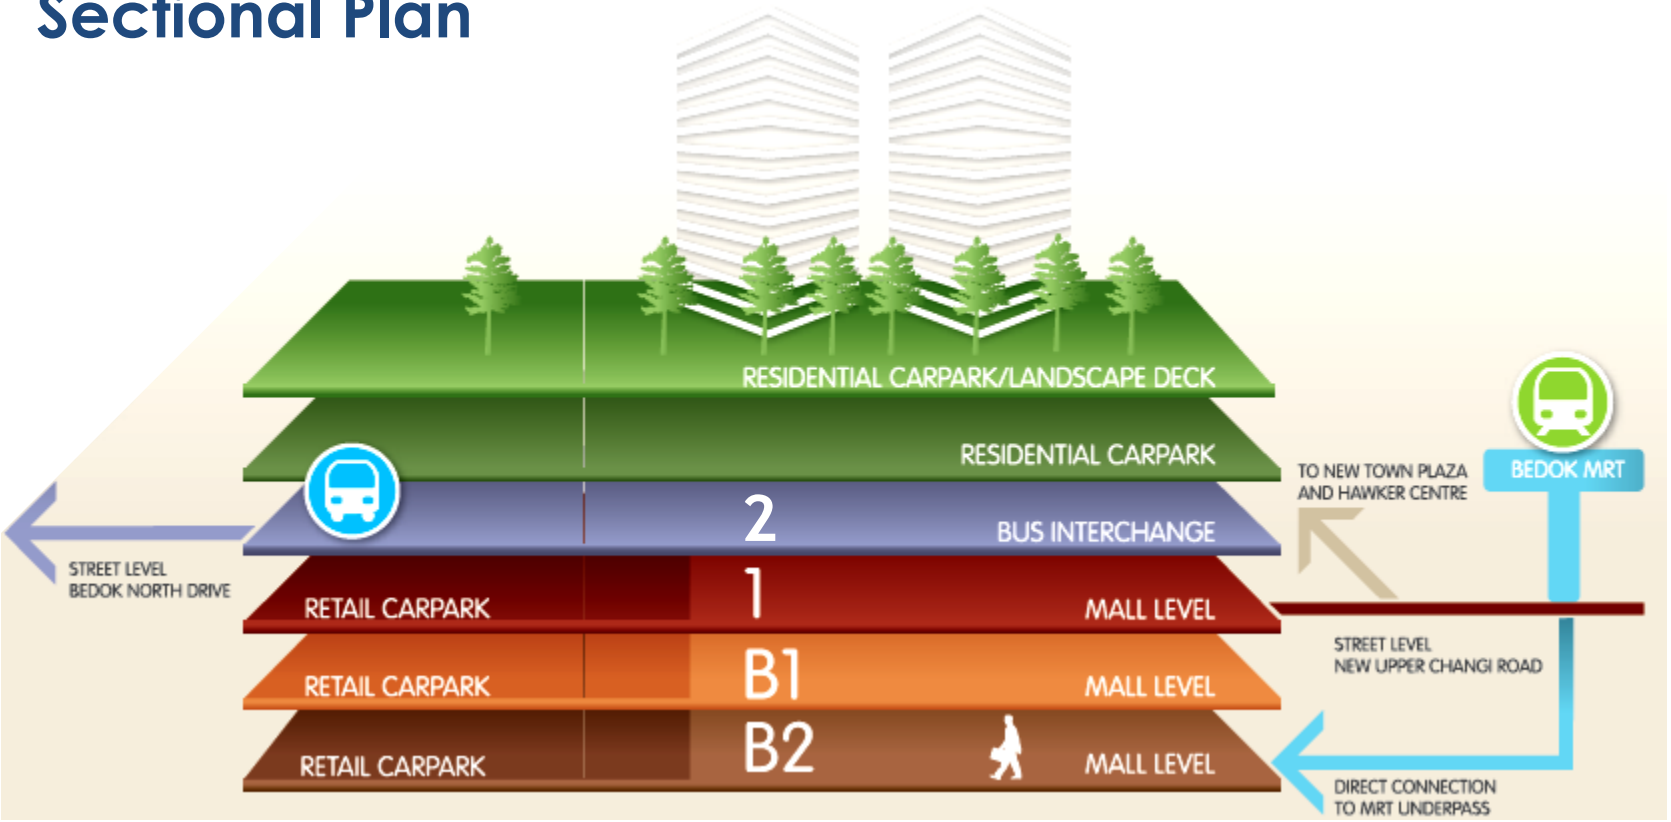 Sectional Plan
RESIDENTIAL CARPARK/LANDSCAPE DECK
RESIDENTIAL CARPARK
TO NEW TOWN PLAZA
AND HAWKER CENTRE
BEDOK MRT
2
BUS INTERCHANGE
STREET LEVEL
BEDOK NORTH DRIVE
RETAIL CARPARK
1
MALL LEVEL
STREET LEVEL
NEW UPPER CHANGI ROAD
RETAIL CARPARK
B1
MALL LEVEL
RETAIL CARPARK
B2
MALL LEVEL
DIRECT CONNECTION
TO MRT UNDERPASS